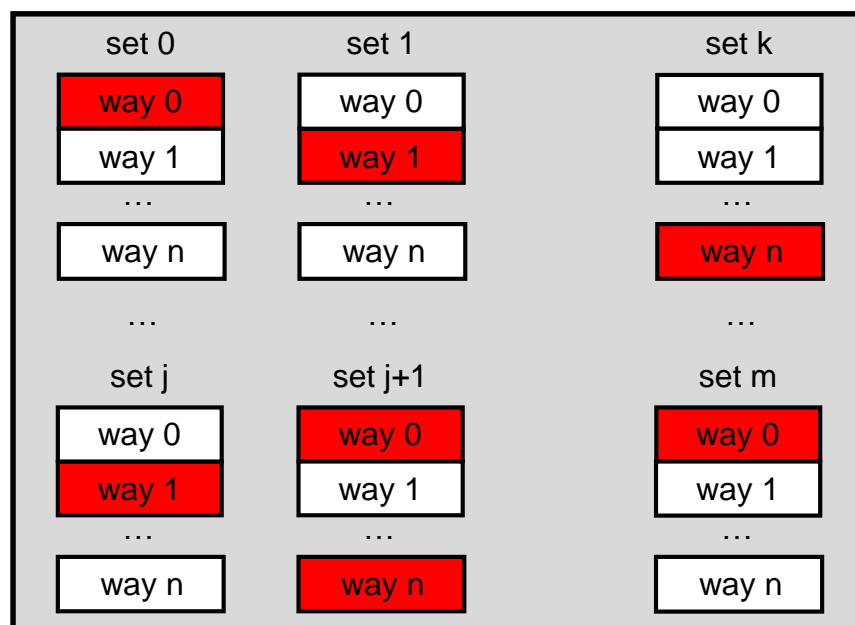 set 0 set 1 set k
way 0 way 0 way 0
way 1 way 1 way 1
... ... ...
way n way n way n
... ... ...
set j set j+1 set m
way 0 way 0 way 0
way 1 way 1 way 1
... ... ...
way n way n way n